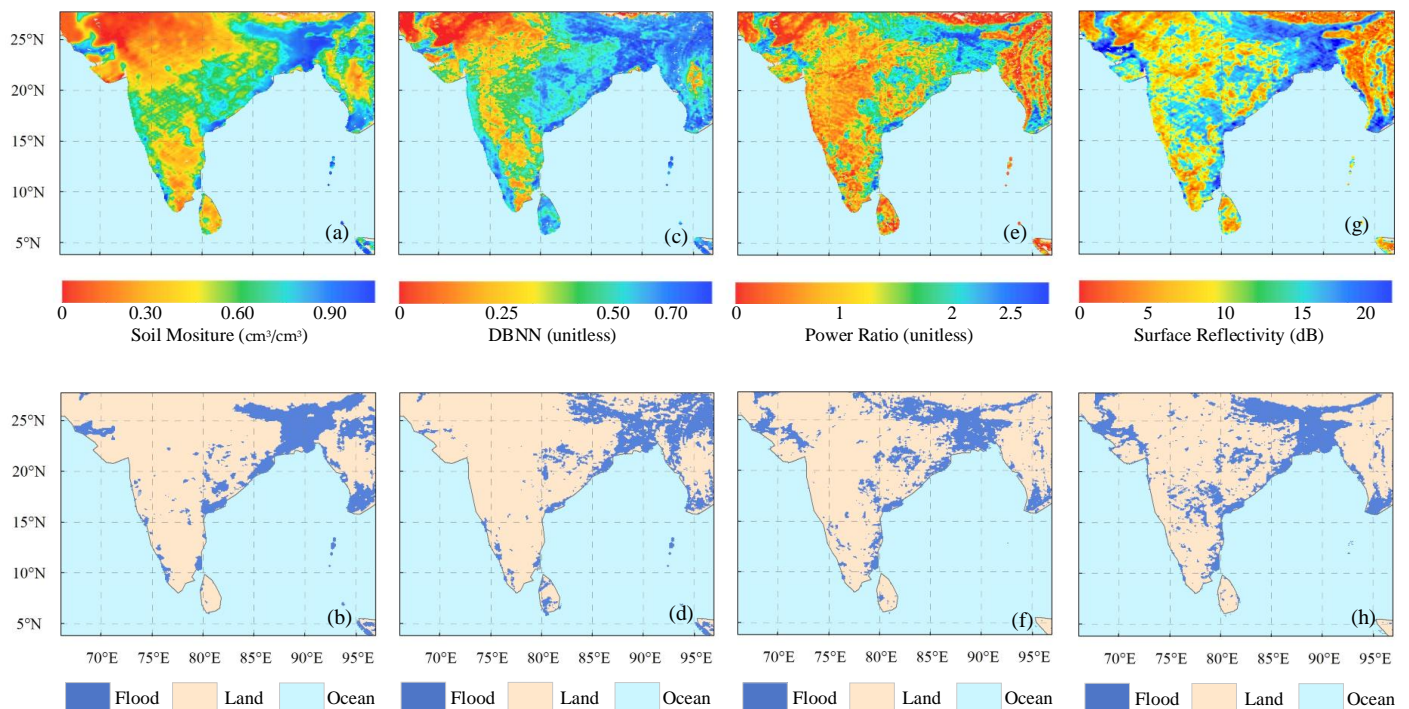 25°N
20°N
15°N
10°N
5°N
(a)
(c)
(e)
(g)
0 0.30 0.60 0.90
Soil Mositure (cm³/cm³)
0 0.25 0.50 0.70
DBNN (unitless)
0 1 2 2.5
Power Ratio (unitless)
0 5 10 15 20
Surface Reflectivity (dB)
25°N
20°N
15°N
10°N
5°N
(b)
(d)
(f)
(h)
70°E 75°E 80°E 85°E 90°E 95°E
70°E 75°E 80°E 85°E 90°E 95°E
70°E 75°E 80°E 85°E 90°E 95°E
70°E 75°E 80°E 85°E 90°E 95°E
Flood Land Ocean
Flood Land Ocean
Flood Land Ocean
Flood Land Ocean